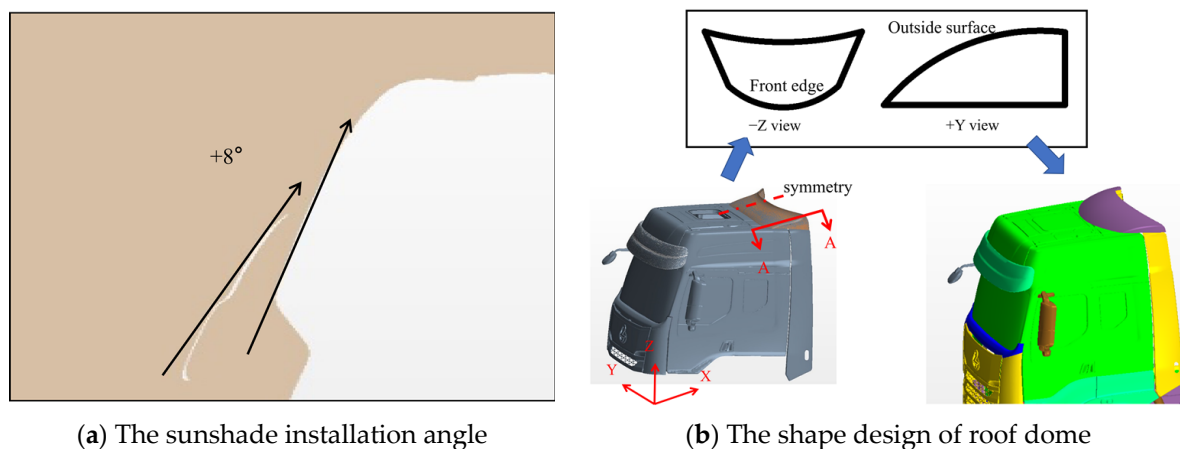 +8°
Outside surface
Front edge
−Z view
+Y view
symmetry
A
A
Z
Y
X
(a) The sunshade installation angle
(b) The shape design of roof dome